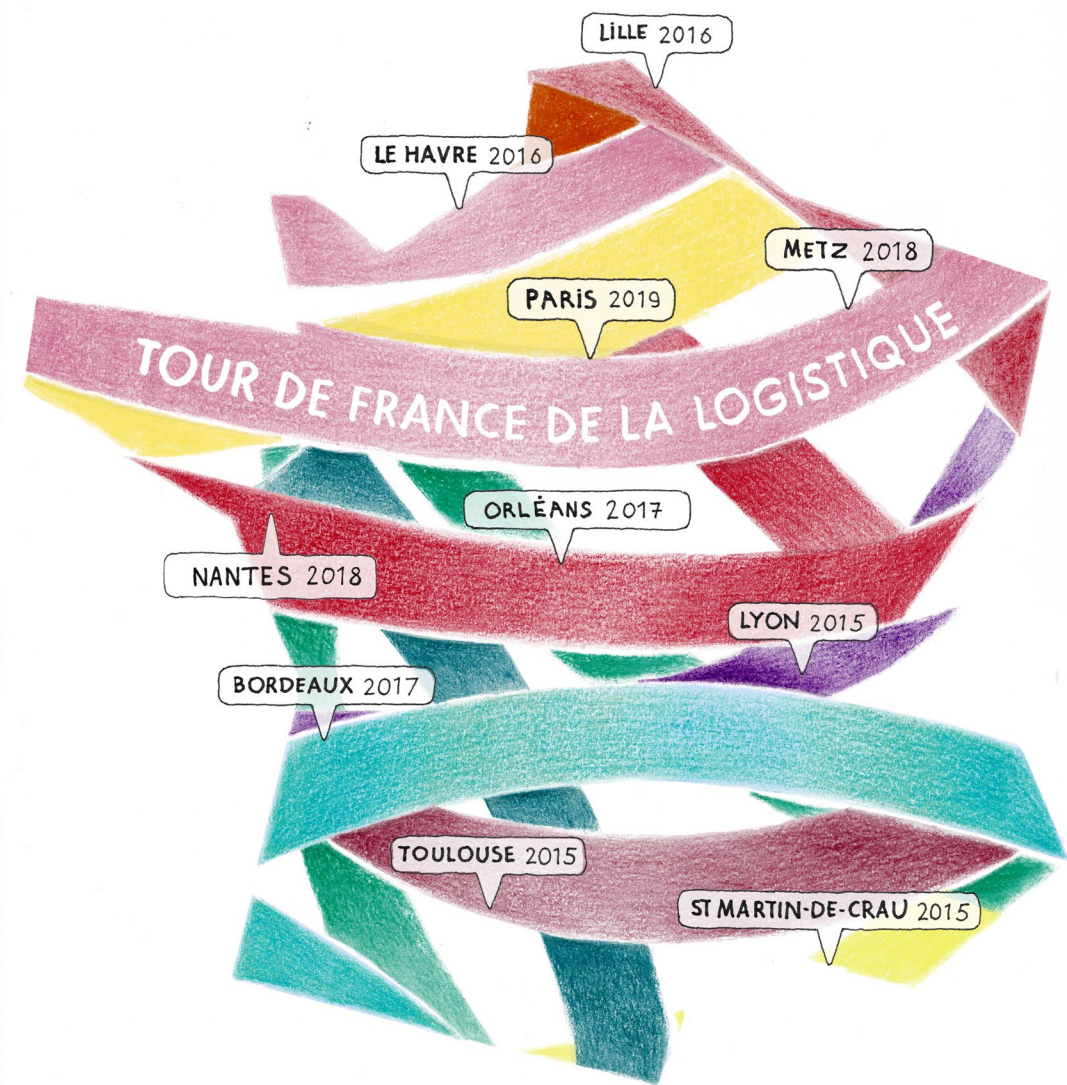 LiLLE 2016
LE HAVRE 2016
METZ 2018
PARiS 2019
TOUR DE FRANCE DE LA LOGISTIQUE
ORLÉANS 2017
NANTES 2018
LYON 2015
BORDEAUX 2017
TOULOUSE 2015
ST MARTIN-DE-CRAU 2015